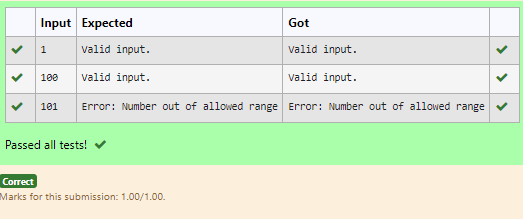 Input Expected Got
1 Valid input. Valid input.
100 Valid input. Valid input.
101 Error: Number out of allowed range Error: Number out of allowed range
Passed all tests!
Correct
Marks for this submission: 1.00/1.00.